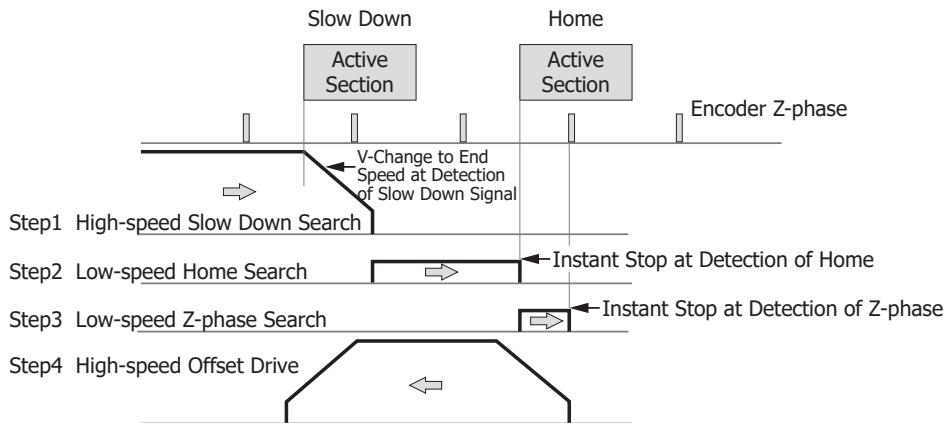 Slow Down
Home
Active
Section
Active
Section
Encoder Z-phase
V-Change to End
Speed at Detection
of Slow Down Signal
Step1 High-speed Slow Down Search
Step2 Low-speed Home Search
Instant Stop at Detection of Home
Step3 Low-speed Z-phase Search
Instant Stop at Detection of Z-phase
Step4 High-speed Offset Drive